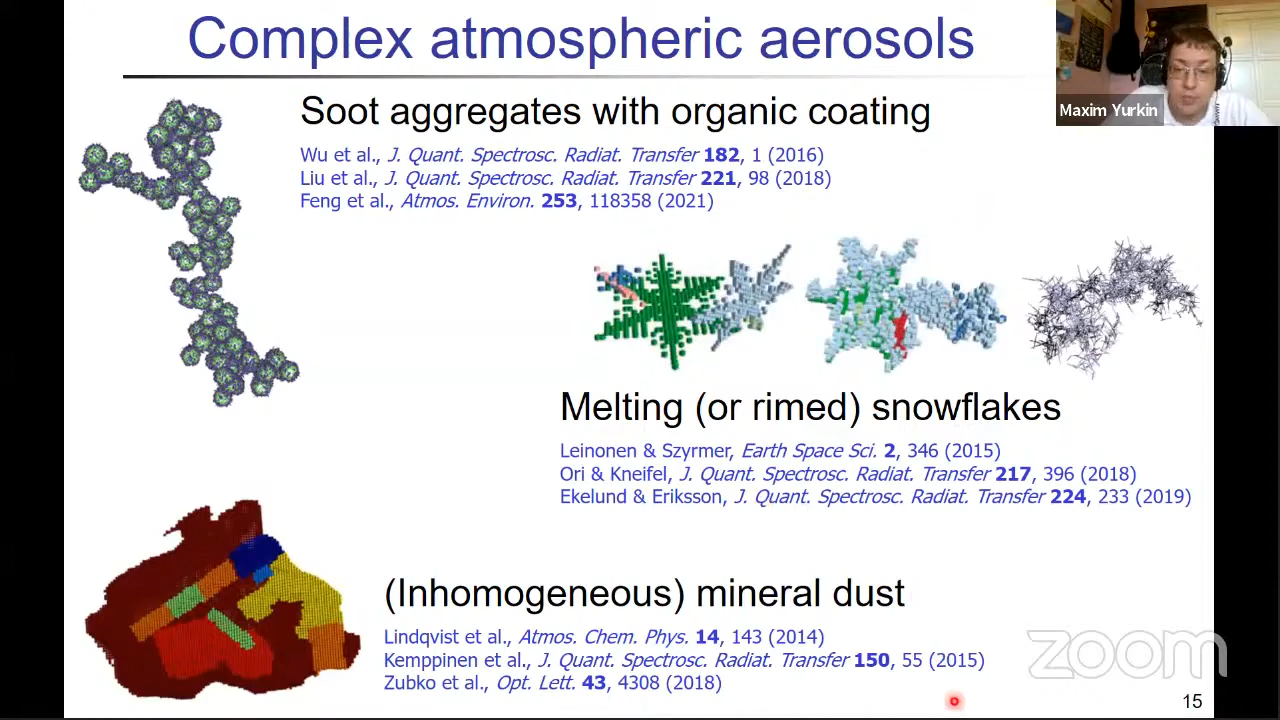 Complex atmospheric aerosols
Maxim Yurkin
Soot aggregates with organic coating
Wu et al., J. Quant. Spectrosc. Radiat. Transfer 182, 1 (2016)
Liu et al., J. Quant. Spectrosc. Radiat. Transfer 221, 98 (2018)
Feng et al., Atmos. Environ. 253, 118358 (2021)
Melting (or rimed) snowflakes
Leinonen & Szyrmer, Earth Space Sci. 2, 346 (2015)
Ori & Kneifel, J. Quant. Spectrosc. Radiat. Transfer 217, 396 (2018)
Ekelund & Eriksson, J. Quant. Spectrosc. Radiat. Transfer 224, 233 (2019)
(Inhomogeneous) mineral dust
Lindqvist et al., Atmos. Chem. Phys. 14, 143 (2014)
Kemppinen et al., J. Quant. Spectrosc. Radiat. Transfer 150, 55 (2015)
Zubko et al., Opt. Lett. 43, 4308 (2018)
zoom
15